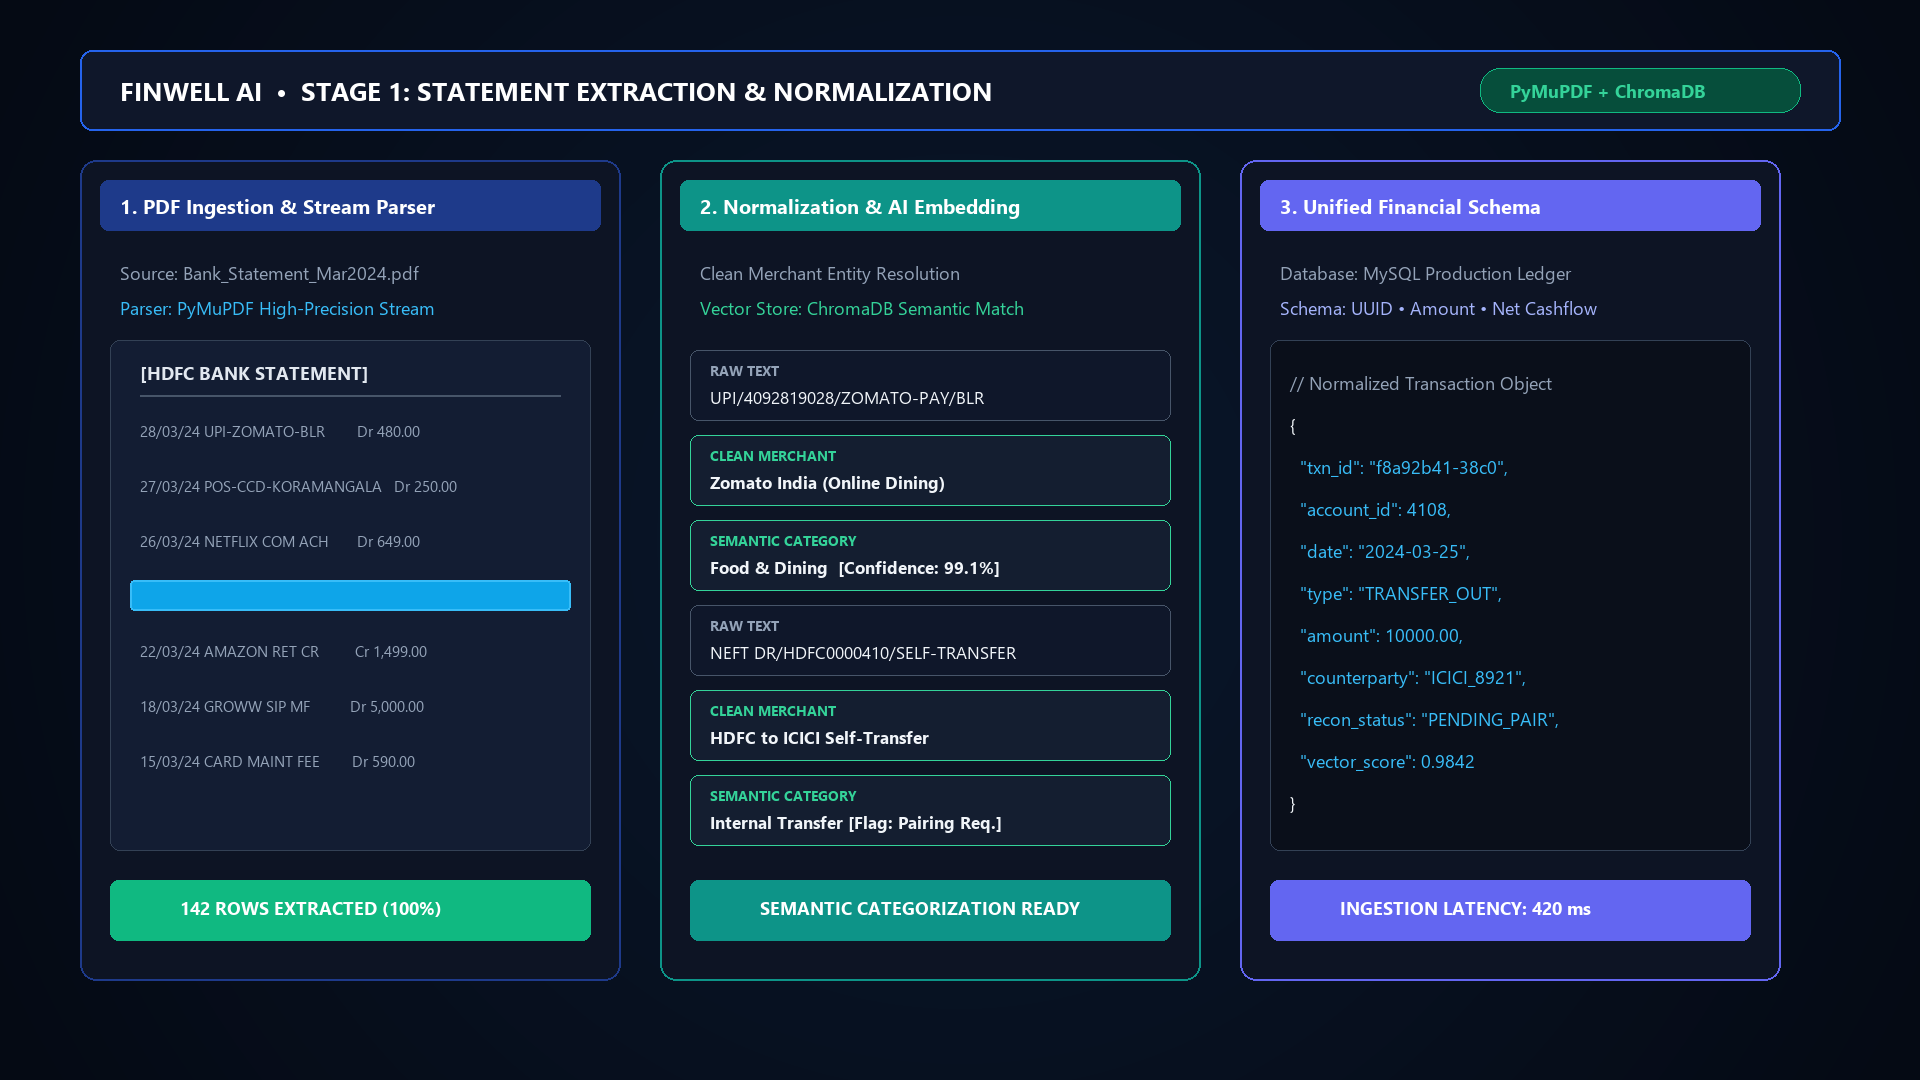 FINWELL AI • STAGE 1: STATEMENT EXTRACTION & NORMALIZATION
PyMuPDF + ChromaDB
1. PDF Ingestion & Stream Parser
Source: Bank_Statement_Mar2024.pdf
Parser: PyMuPDF High-Precision Stream
[HDFC BANK STATEMENT]
28/03/24 UPI-ZOMATO-BLR Dr 480.00
27/03/24 POS-CCD-KORAMANGALA Dr 250.00
26/03/24 NETFLIX COM ACH Dr 649.00
22/03/24 AMAZON RET CR Cr 1,499.00
18/03/24 GROWW SIP MF Dr 5,000.00
15/03/24 CARD MAINT FEE Dr 590.00
142 ROWS EXTRACTED (100%)
2. Normalization & AI Embedding
Clean Merchant Entity Resolution
Vector Store: ChromaDB Semantic Match
RAW TEXT
UPI/4092819028/ZOMATO-PAY/BLR
CLEAN MERCHANT
Zomato India (Online Dining)
SEMANTIC CATEGORY
Food & Dining [Confidence: 99.1%]
RAW TEXT
NEFT DR/HDFC0000410/SELF-TRANSFER
CLEAN MERCHANT
HDFC to ICICI Self-Transfer
SEMANTIC CATEGORY
Internal Transfer [Flag: Pairing Req.]
SEMANTIC CATEGORIZATION READY
3. Unified Financial Schema
Database: MySQL Production Ledger
Schema: UUID • Amount • Net Cashflow
// Normalized Transaction Object
{
"txn_id": "f8a92b41-38c0",
"account_id": 4108,
"date": "2024-03-25",
"type": "TRANSFER_OUT",
"amount": 10000.00,
"counterparty": "ICICI_8921",
"recon_status": "PENDING_PAIR",
"vector_score": 0.9842
}
INGESTION LATENCY: 420 ms